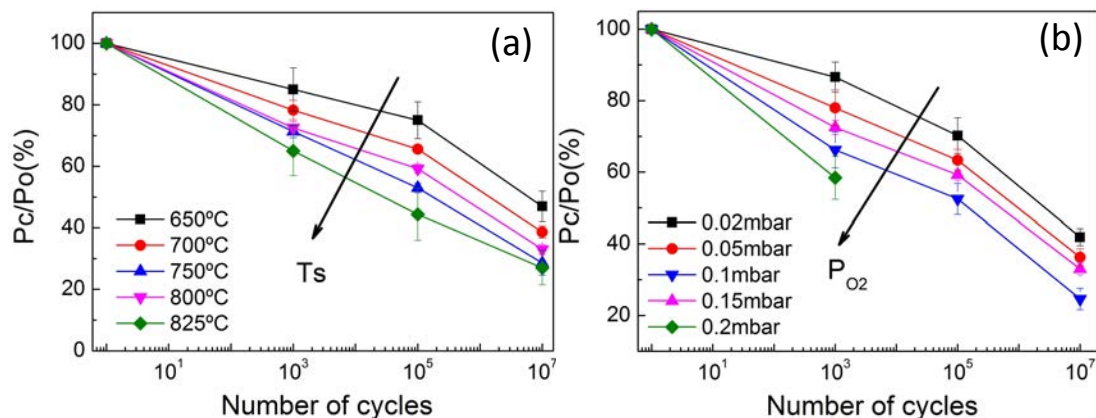 (a)
Pc/Po(%)
100
80
60
40
20
0
650ºC
700ºC
750ºC
800ºC
825ºC
Ts
10¹
10³
10⁵
10⁷
Number of cycles
(b)
Pc/Po(%)
100
80
60
40
20
0.02mbar
0.05mbar
0.1mbar
0.15mbar
0.2mbar
P_O2
10¹
10³
10⁵
10⁷
Number of cycles